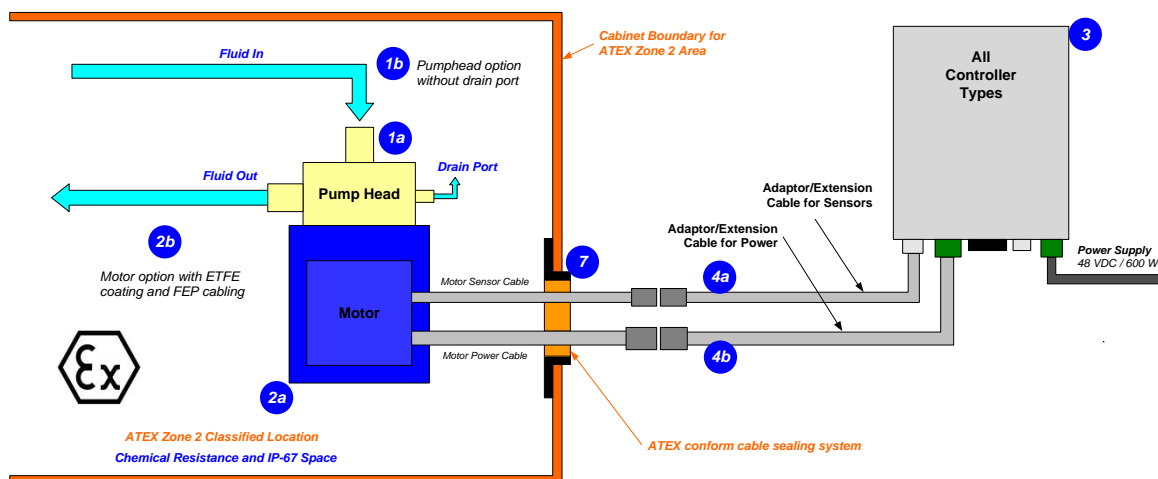 Fluid In
1b
Pumphead option
without drain port
1a
Fluid Out
Drain Port
Pump Head
2b
Motor option with ETFE
coating and FEP cabling
Motor
Motor Sensor Cable
Motor Power Cable
εx
2a
ATEX Zone 2 Classified Location
Chemical Resistance and IP-67 Space
Cabinet Boundary for
ATEX Zone 2 Area
7
ATEX conform cable sealing system
4a
4b
Adaptor/Extension
Cable for Sensors
Adaptor/Extension
Cable for Power
3
All
Controller
Types
Power Supply
48 VDC / 600 W